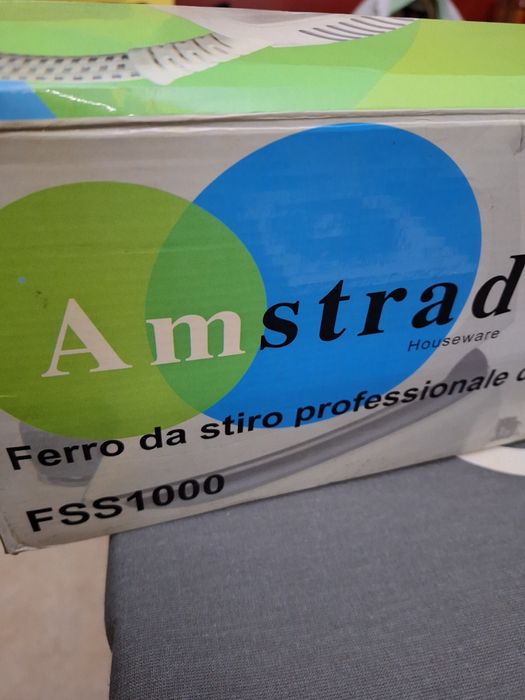 Amstrad
Houseware
Ferro da stiro professionale
FSS1000